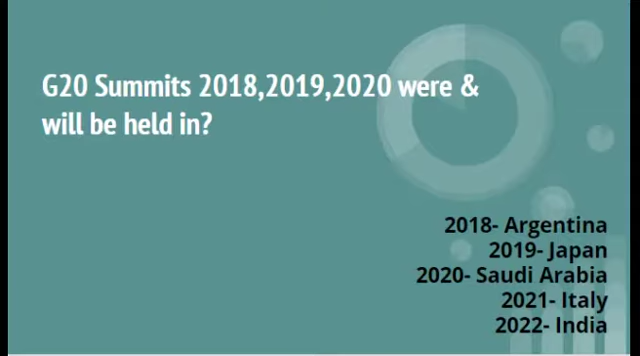 G20 Summits 2018,2019,2020 were &
will be held in?
2018- Argentina
2019- Japan
2020- Saudi Arabia
2021- Italy
2022- India